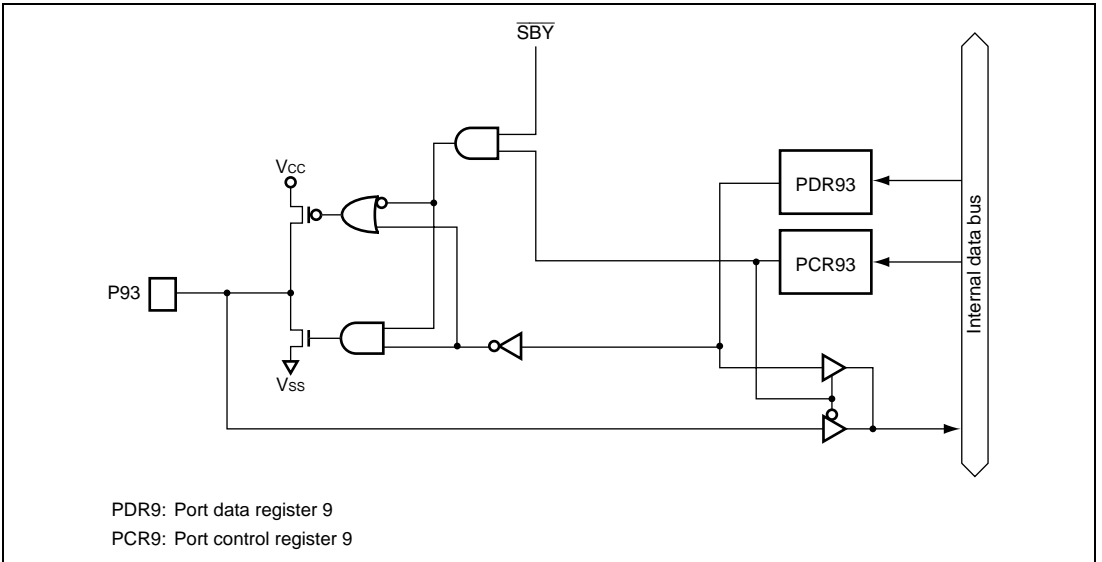 SBY
VCC
PDR93
PCR93
Internal data bus
P93
VSS
PDR9: Port data register 9
PCR9: Port control register 9